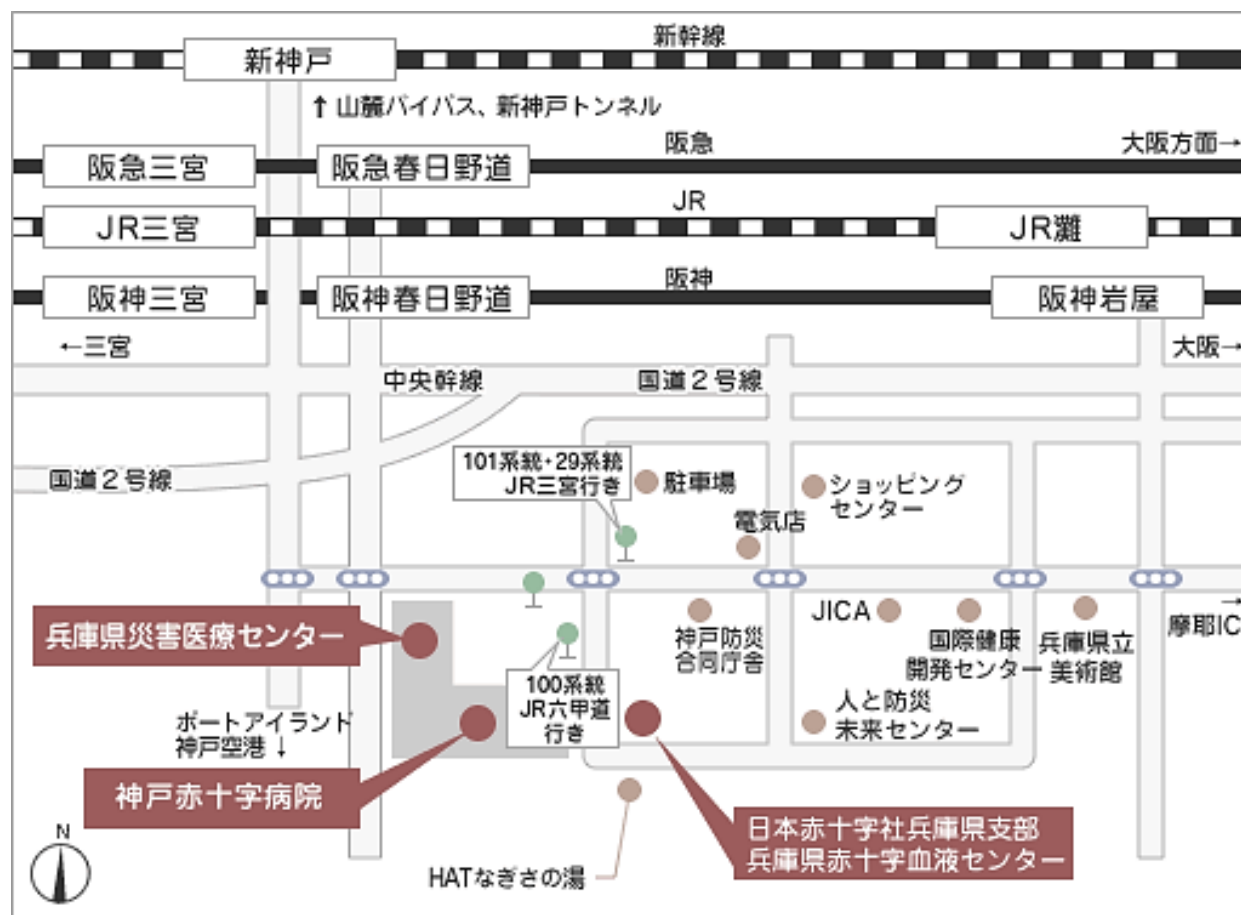 新幹線
新神戸
↑山麓バイパス、新神戸トンネル
阪急
大阪方面→
阪急三宮
阪急春日野道
JR
JR三宮
JR灘
阪神
阪神三宮
阪神春日野道
阪神岩屋
←三宮
大阪→
中央幹線
国道2号線
国道2号線
101系統・29系統
JR三宮行き
駐車場
ショッピング
センター
電気店
兵庫県災害医療センター
神戸防災
合同庁舎
JICA
国際健康
開発センター
兵庫県立
美術館
→
摩耶IC
100系統
JR六甲道
行き
人と防災
未来センター
ポートアイランド
神戸空港↓
神戸赤十字病院
日本赤十字社兵庫県支部
兵庫県赤十字血液センター
HATなぎさの湯
N